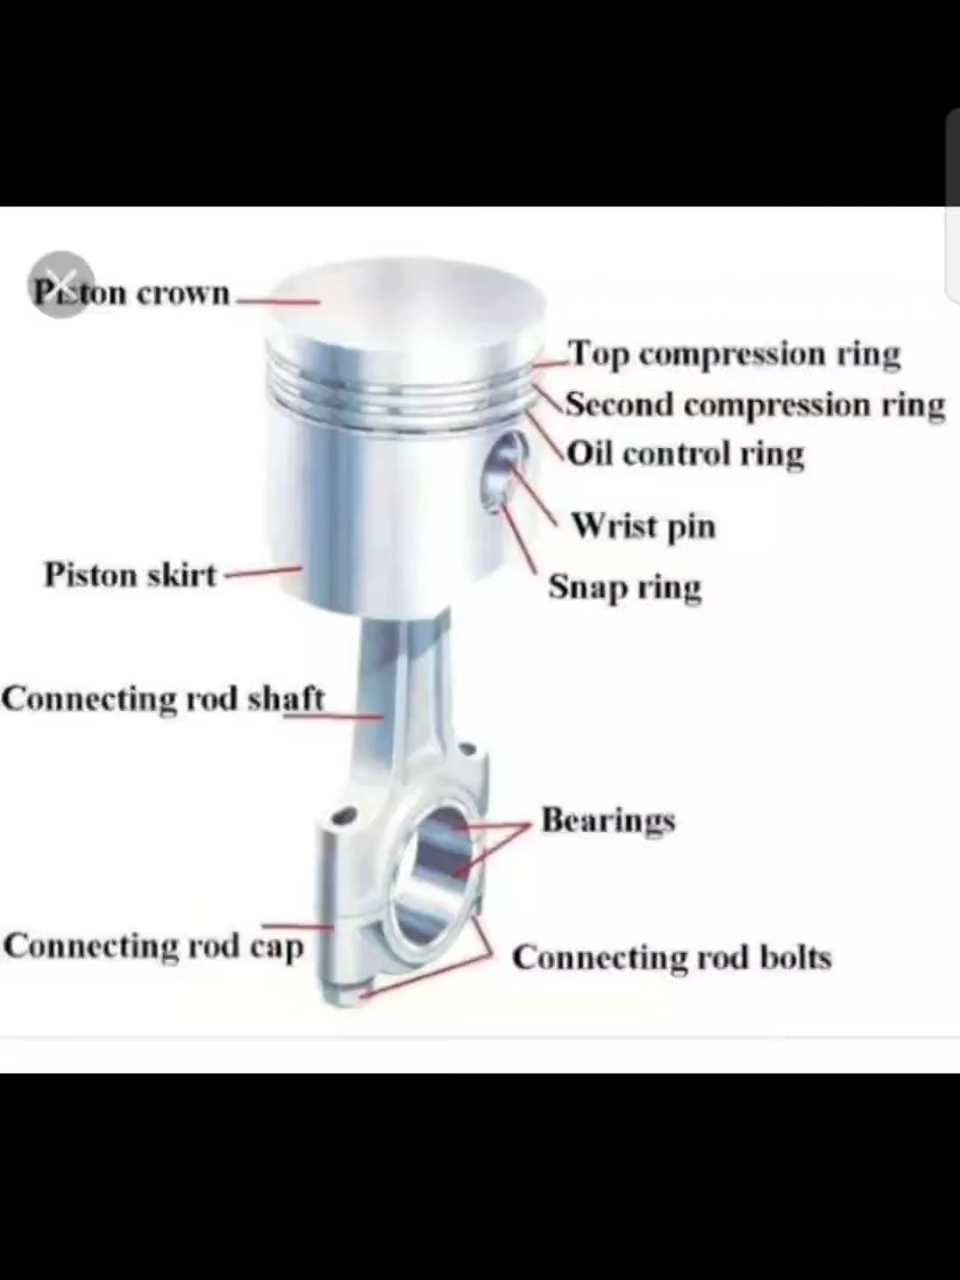 Piston crown
Top compression ring
Second compression ring
Oil control ring
Wrist pin
Piston skirt
Snap ring
Connecting rod shaft
Bearings
Connecting rod cap
Connecting rod bolts